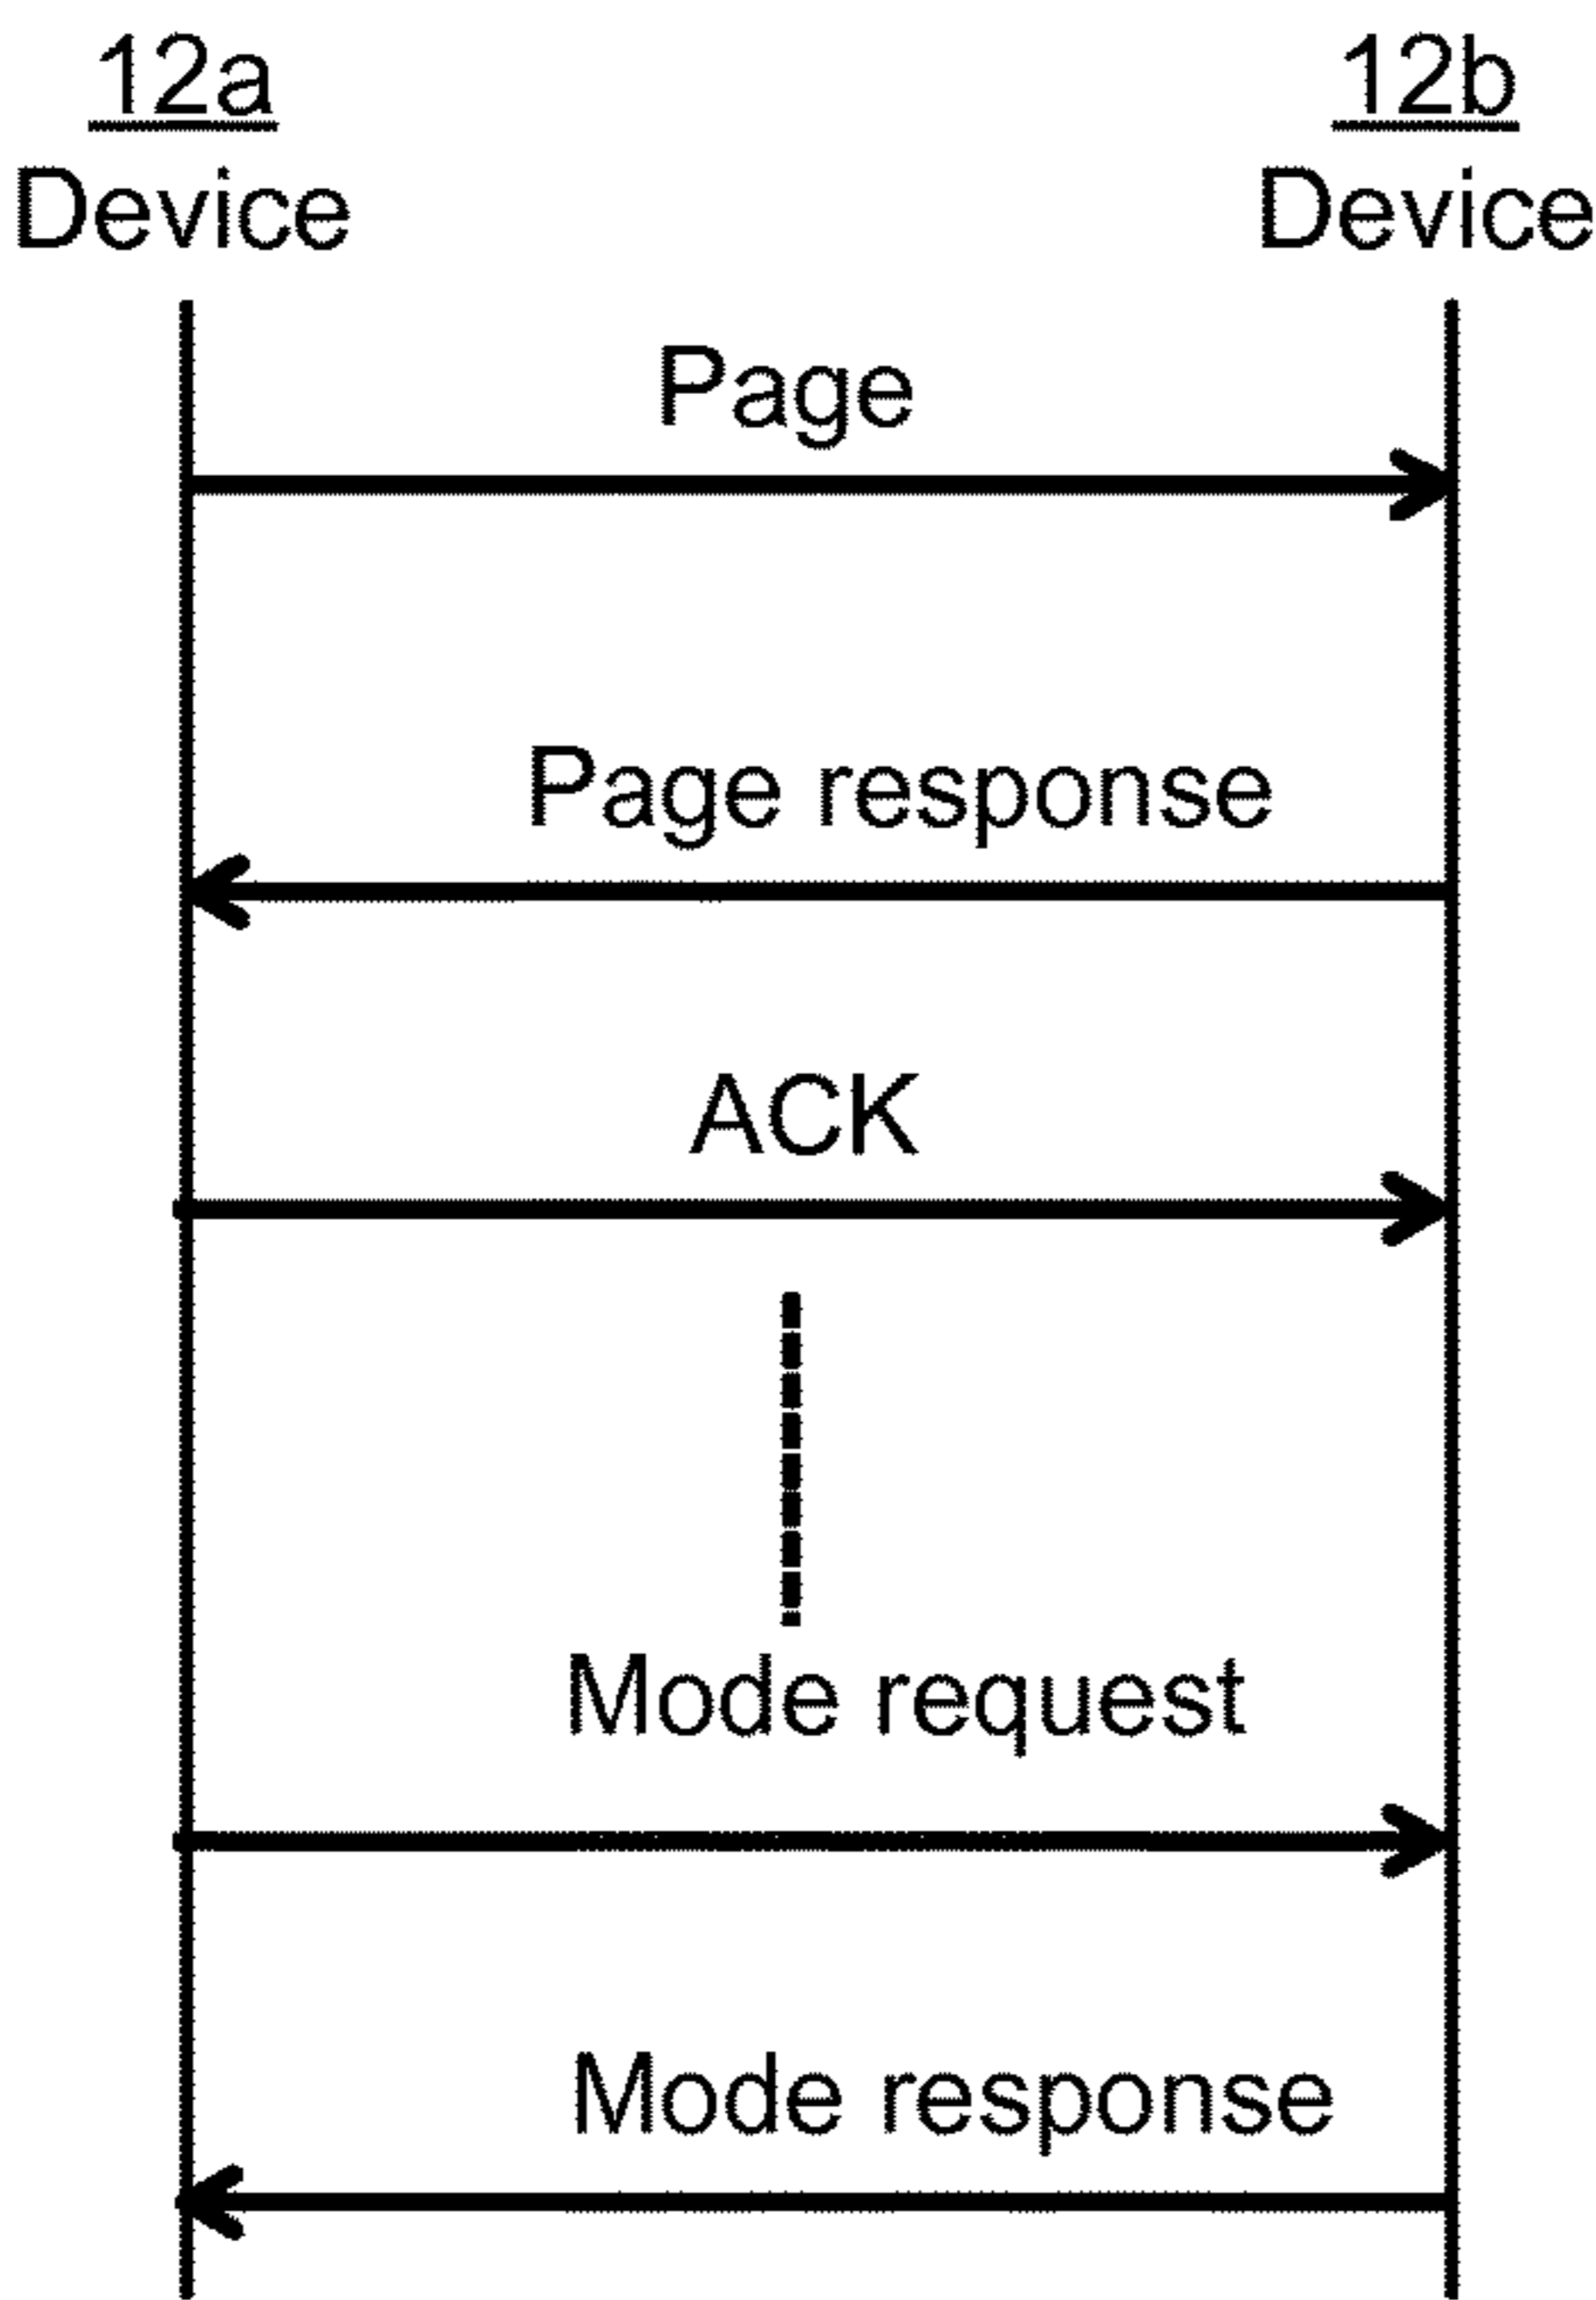 12a
Device
12b
Device
Page
Page response
ACK
Mode request
Mode response